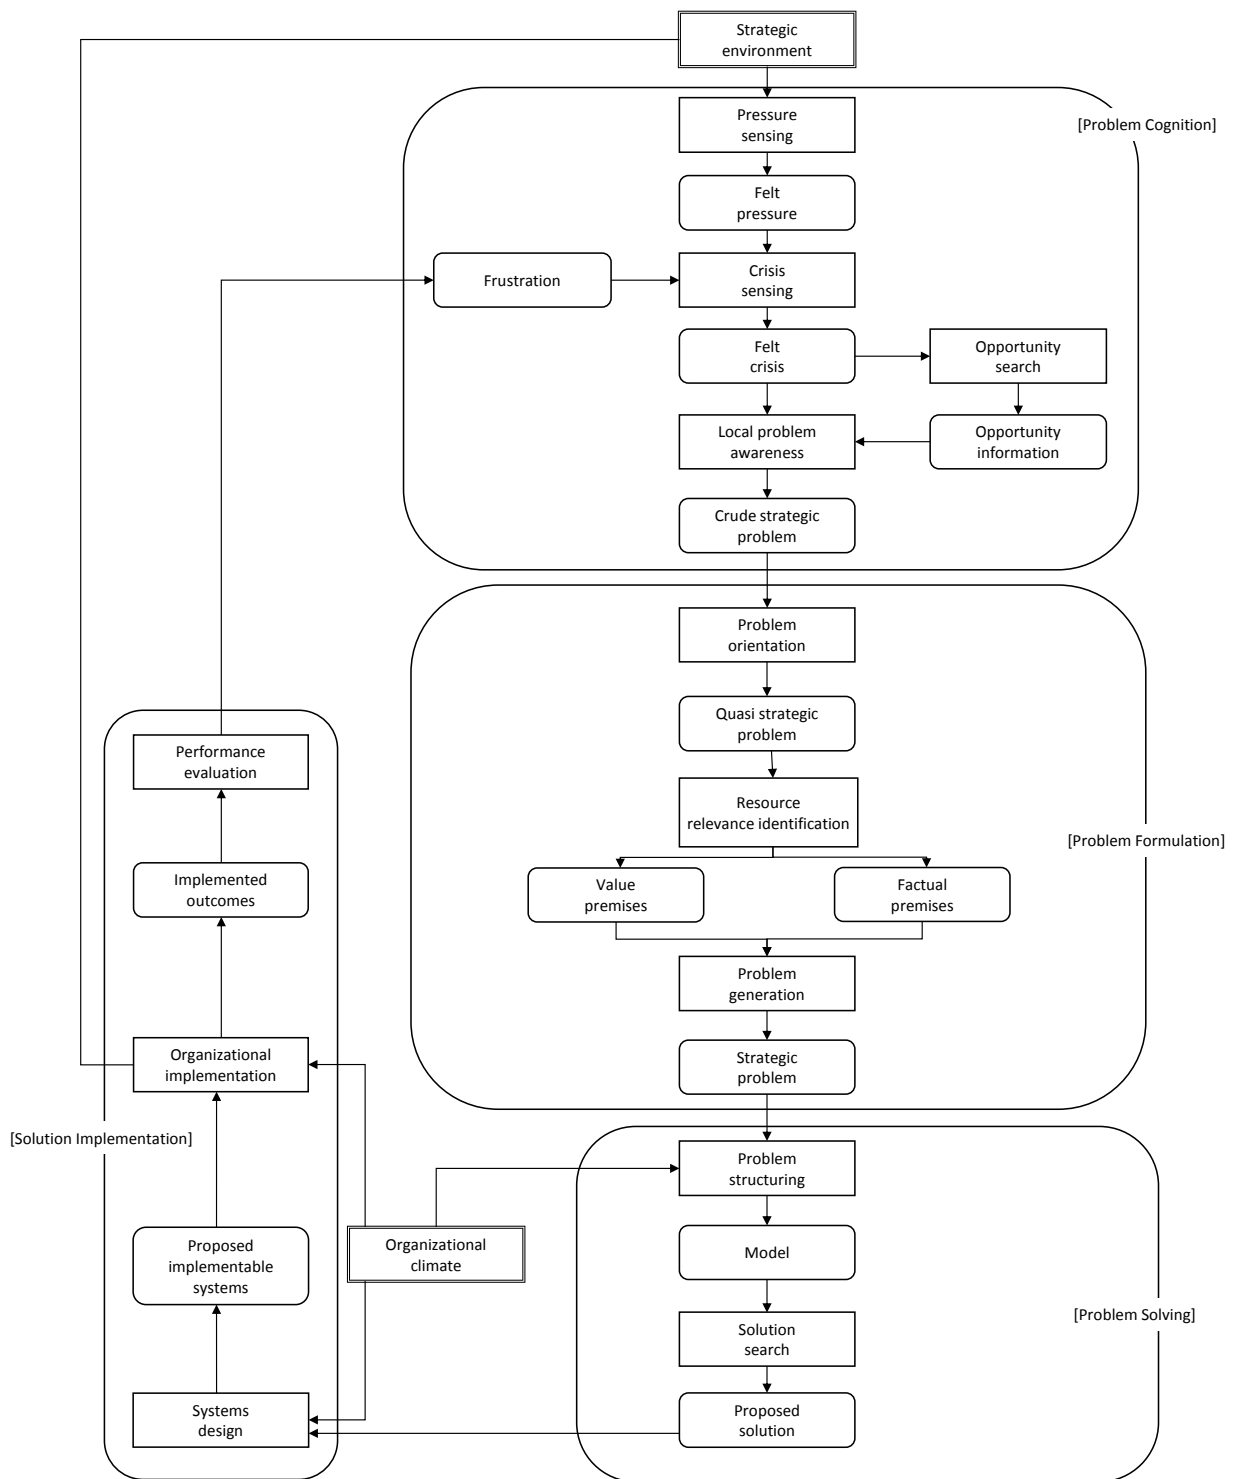 Strategic
environment
Pressure
sensing
[Problem Cognition]
Felt
pressure
Frustration
Crisis
sensing
Felt
crisis
Opportunity
search
Local problem
awareness
Opportunity
information
Crude strategic
problem
Problem
orientation
Quasi strategic
problem
Performance
evaluation
Resource
relevance identification
[Problem Formulation]
Implemented
outcomes
Value
premises
Factual
premises
Problem
generation
Organizational
implementation
Strategic
problem
[Solution Implementation]
Problem
structuring
Proposed
implementable
systems
Organizational
climate
Model
Solution
search
[Problem Solving]
Systems
design
Proposed
solution